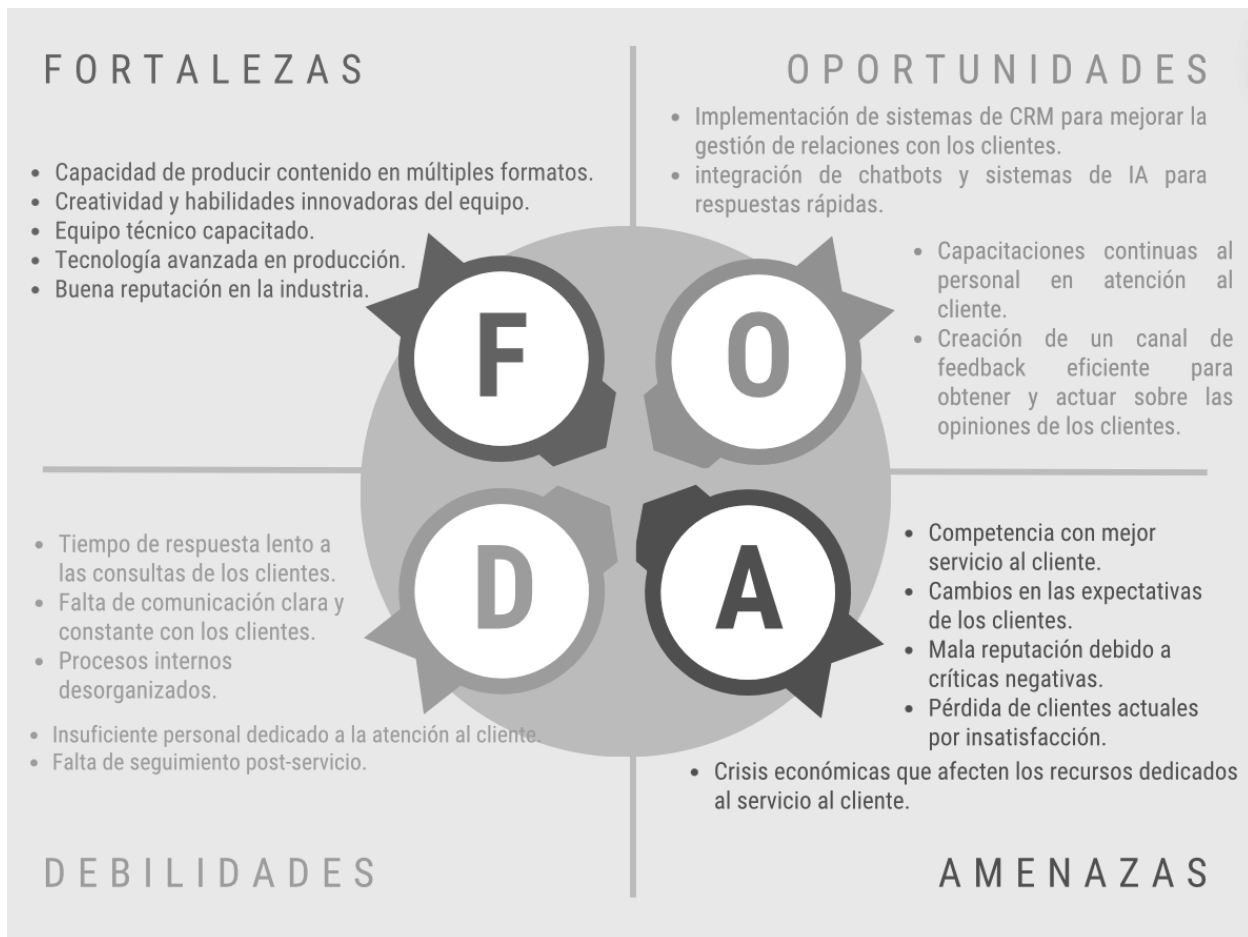 FORTALEZAS
• Capacidad de producir contenido en múltiples formatos.
• Creatividad y habilidades innovadoras del equipo.
• Equipo técnico capacitado.
• Tecnología avanzada en producción.
• Buena reputación en la industria.
OPORTUNIDADES
• Implementación de sistemas de CRM para mejorar la
gestión de relaciones con los clientes.
• integración de chatbots y sistemas de IA para
respuestas rápidas.
• Capacitaciones continuas al
personal en atención al
cliente.
• Creación de un canal de
feedback eficiente para
obtener y actuar sobre las
opiniones de los clientes.
F
O
D
A
• Tiempo de respuesta lento a
las consultas de los clientes.
• Falta de comunicación clara y
constante con los clientes.
• Procesos internos
desorganizados.
• Insuficiente personal dedicado a la atención al cliente.
• Falta de seguimiento post-servicio.
DEBILIDADES
• Competencia con mejor
servicio al cliente.
• Cambios en las expectativas
de los clientes.
• Mala reputación debido a
críticas negativas.
• Pérdida de clientes actuales
por insatisfacción.
• Crisis económicas que afecten los recursos dedicados
al servicio al cliente.
AMENAZAS